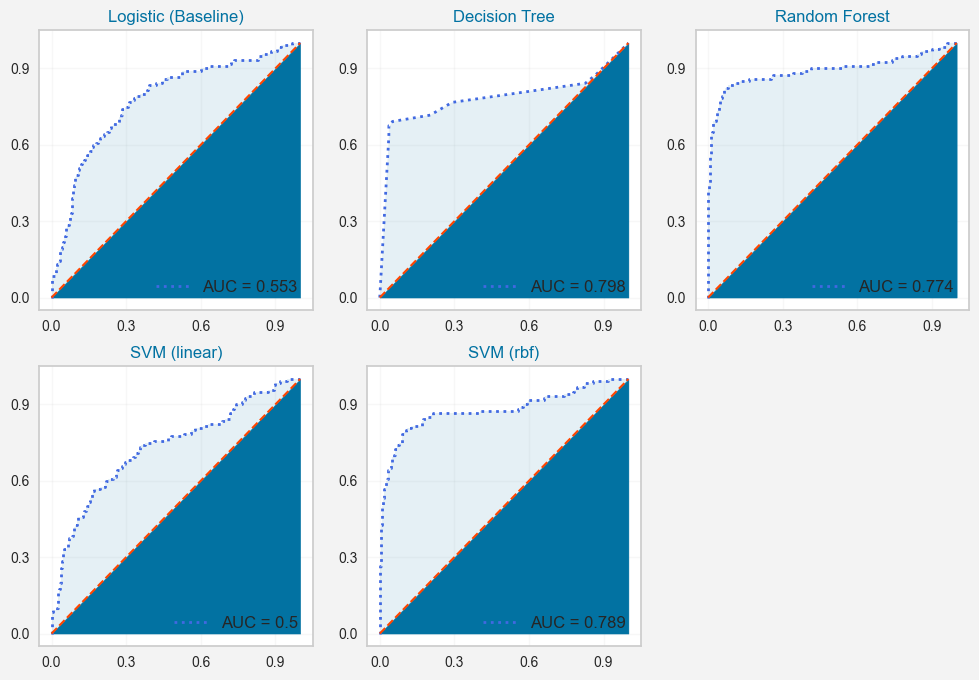 Logistic (Baseline)
0.9
0.6
0.3
0.0
AUC = 0.553
0.0 0.3 0.6 0.9
Decision Tree
0.9
0.6
0.3
0.0
AUC = 0.798
0.0 0.3 0.6 0.9
Random Forest
0.9
0.6
0.3
0.0
AUC = 0.774
0.0 0.3 0.6 0.9
SVM (linear)
0.9
0.6
0.3
0.0
AUC = 0.5
0.0 0.3 0.6 0.9
SVM (rbf)
0.9
0.6
0.3
0.0
AUC = 0.789
0.0 0.3 0.6 0.9